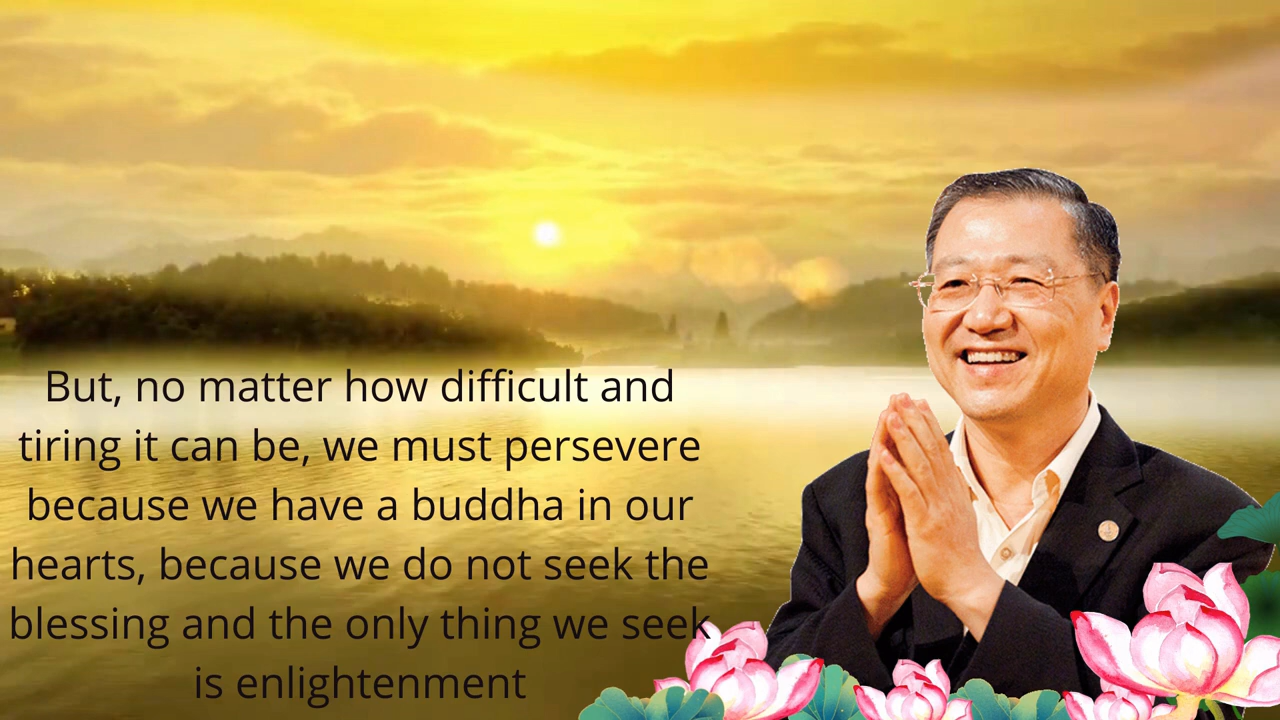 But, no matter how difficult and
tiring it can be, we must persevere
because we have a buddha in our
hearts, because we do not seek the
blessing and the only thing we seek
is enlightenment